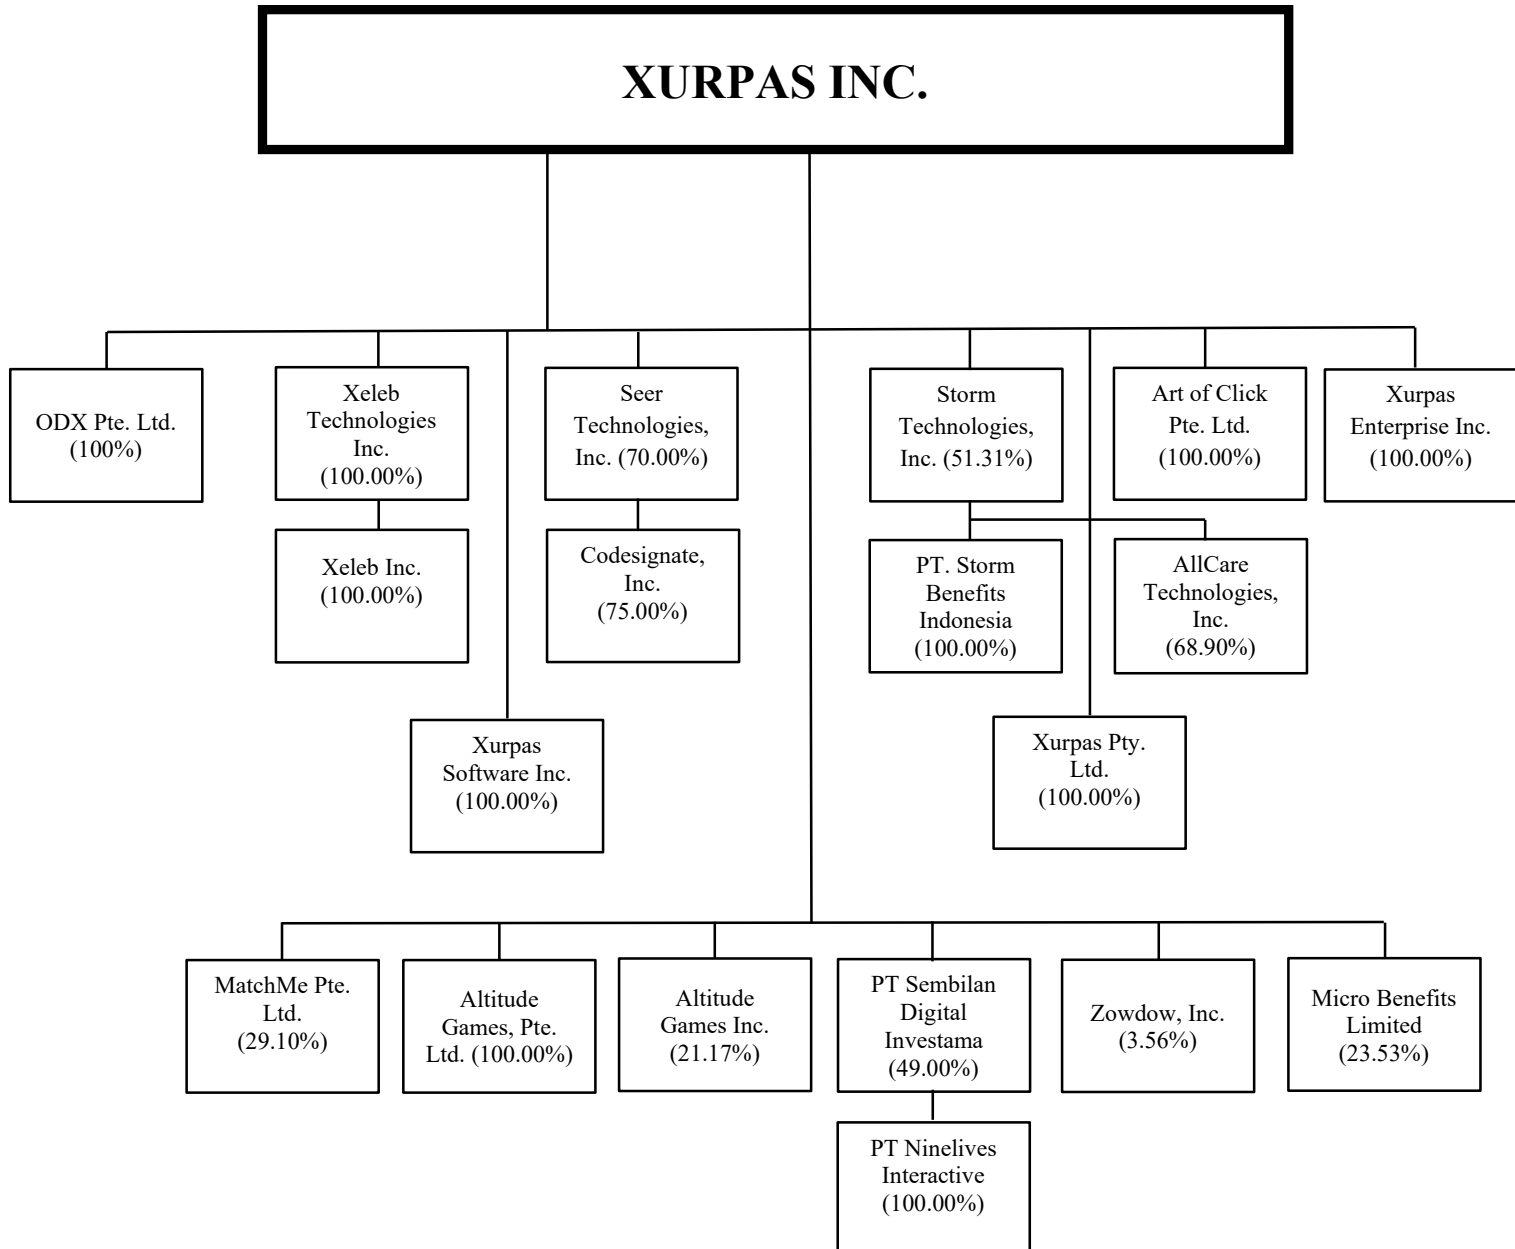 XURPAS INC.
ODX Pte. Ltd.
(100%)
Xeleb
Technologies
Inc.
(100.00%)
Seer
Technologies,
Inc. (70.00%)
Storm
Technologies,
Inc. (51.31%)
Art of Click
Pte. Ltd.
(100.00%)
Xurpas
Enterprise Inc.
(100.00%)
Xeleb Inc.
(100.00%)
Codesignate,
Inc.
(75.00%)
PT. Storm
Benefits
Indonesia
(100.00%)
AllCare
Technologies,
Inc.
(68.90%)
Xurpas
Software Inc.
(100.00%)
Xurpas Pty.
Ltd.
(100.00%)
MatchMe Pte.
Ltd.
(29.10%)
Altitude
Games, Pte.
Ltd. (100.00%)
Altitude
Games Inc.
(21.17%)
PT Sembilan
Digital
Investama
(49.00%)
Zowdow, Inc.
(3.56%)
Micro Benefits
Limited
(23.53%)
PT Ninelives
Interactive
(100.00%)